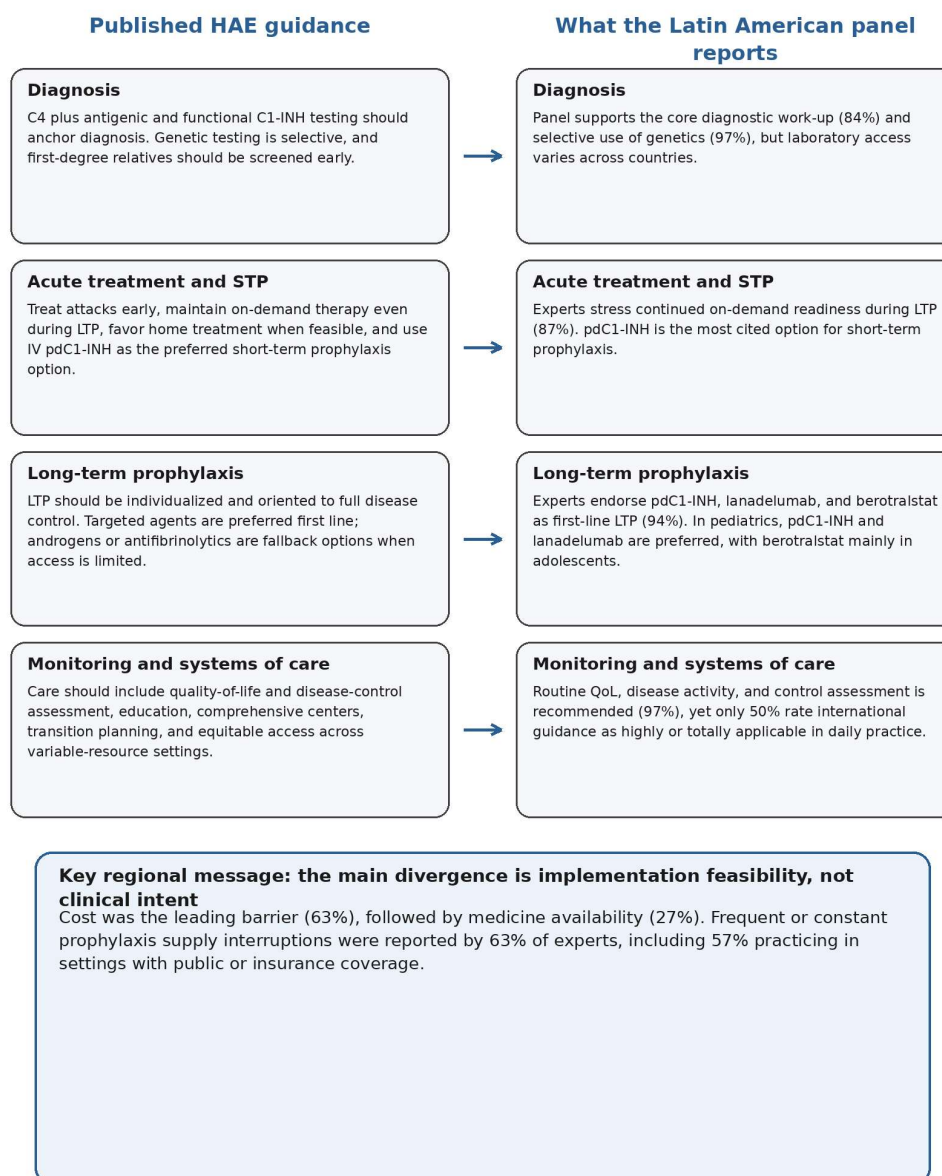 Published HAE guidance
What the Latin American panel
reports
Diagnosis
C4 plus antigenic and functional C1-INH testing should
anchor diagnosis. Genetic testing is selective, and
first-degree relatives should be screened early.
Diagnosis
Panel supports the core diagnostic work-up (84%) and
selective use of genetics (97%), but laboratory access
varies across countries.
Acute treatment and STP
Treat attacks early, maintain on-demand therapy even
during LTP, favor home treatment when feasible, and use
IV pdC1-INH as the preferred short-term prophylaxis
option.
Acute treatment and STP
Experts stress continued on-demand readiness during LTP
(87%). pdC1-INH is the most cited option for short-term
prophylaxis.
Long-term prophylaxis
LTP should be individualized and oriented to full disease
control. Targeted agents are preferred first line;
androgens or antifibrinolytics are fallback options when
access is limited.
Long-term prophylaxis
Experts endorse pdC1-INH, lanadelumab, and berotralstat
as first-line LTP (94%). In pediatrics, pdC1-INH and
lanadelumab are preferred, with berotralstat mainly in
adolescents.
Monitoring and systems of care
Care should include quality-of-life and disease-control
assessment, education, comprehensive centers,
transition planning, and equitable access across
variable-resource settings.
Monitoring and systems of care
Routine QoL, disease activity, and control assessment is
recommended (97%), yet only 50% rate international
guidance as highly or totally applicable in daily practice.
Key regional message: the main divergence is implementation feasibility, not
clinical intent
Cost was the leading barrier (63%), followed by medicine availability (27%). Frequent or constant
prophylaxis supply interruptions were reported by 63% of experts, including 57% practicing in
settings with public or insurance coverage.